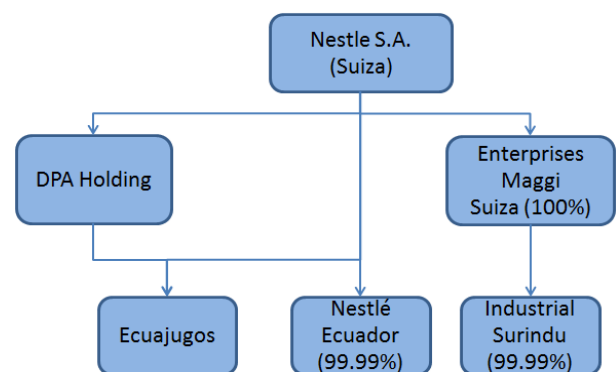 Nestle S.A.
(Suiza)
DPA Holding
Enterprises
Maggi
Suiza (100%)
Ecuajugos
Nestlé
Ecuador
(99.99%)
Industrial
Surindu
(99.99%)